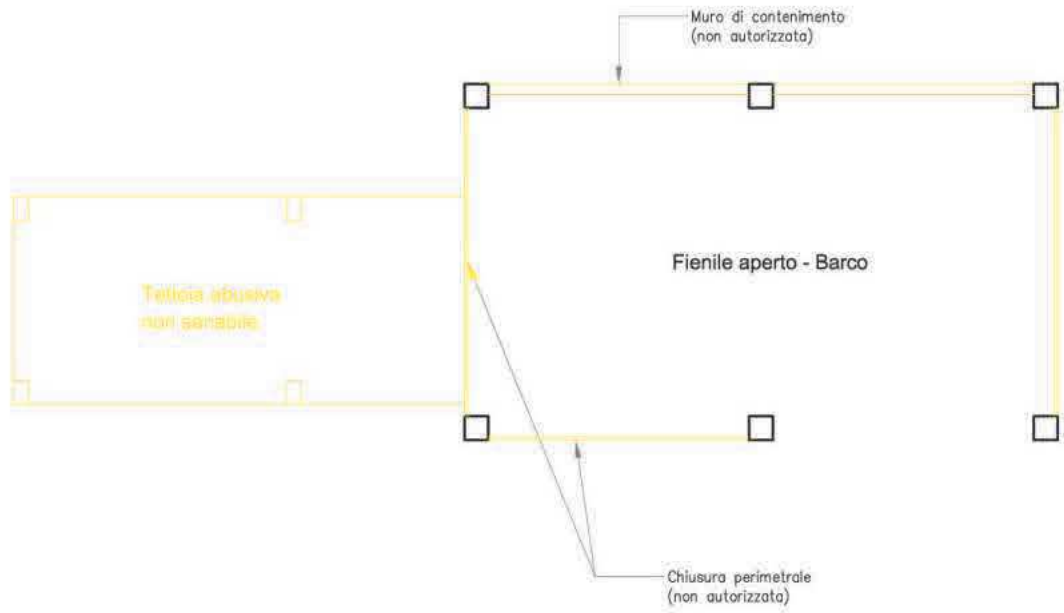 Muro di contenimento
(non autorizzata)
Fienile aperto - Barco
Tettoia abusiva
non sanabile
Chiusura perimetrale
(non autorizzata)